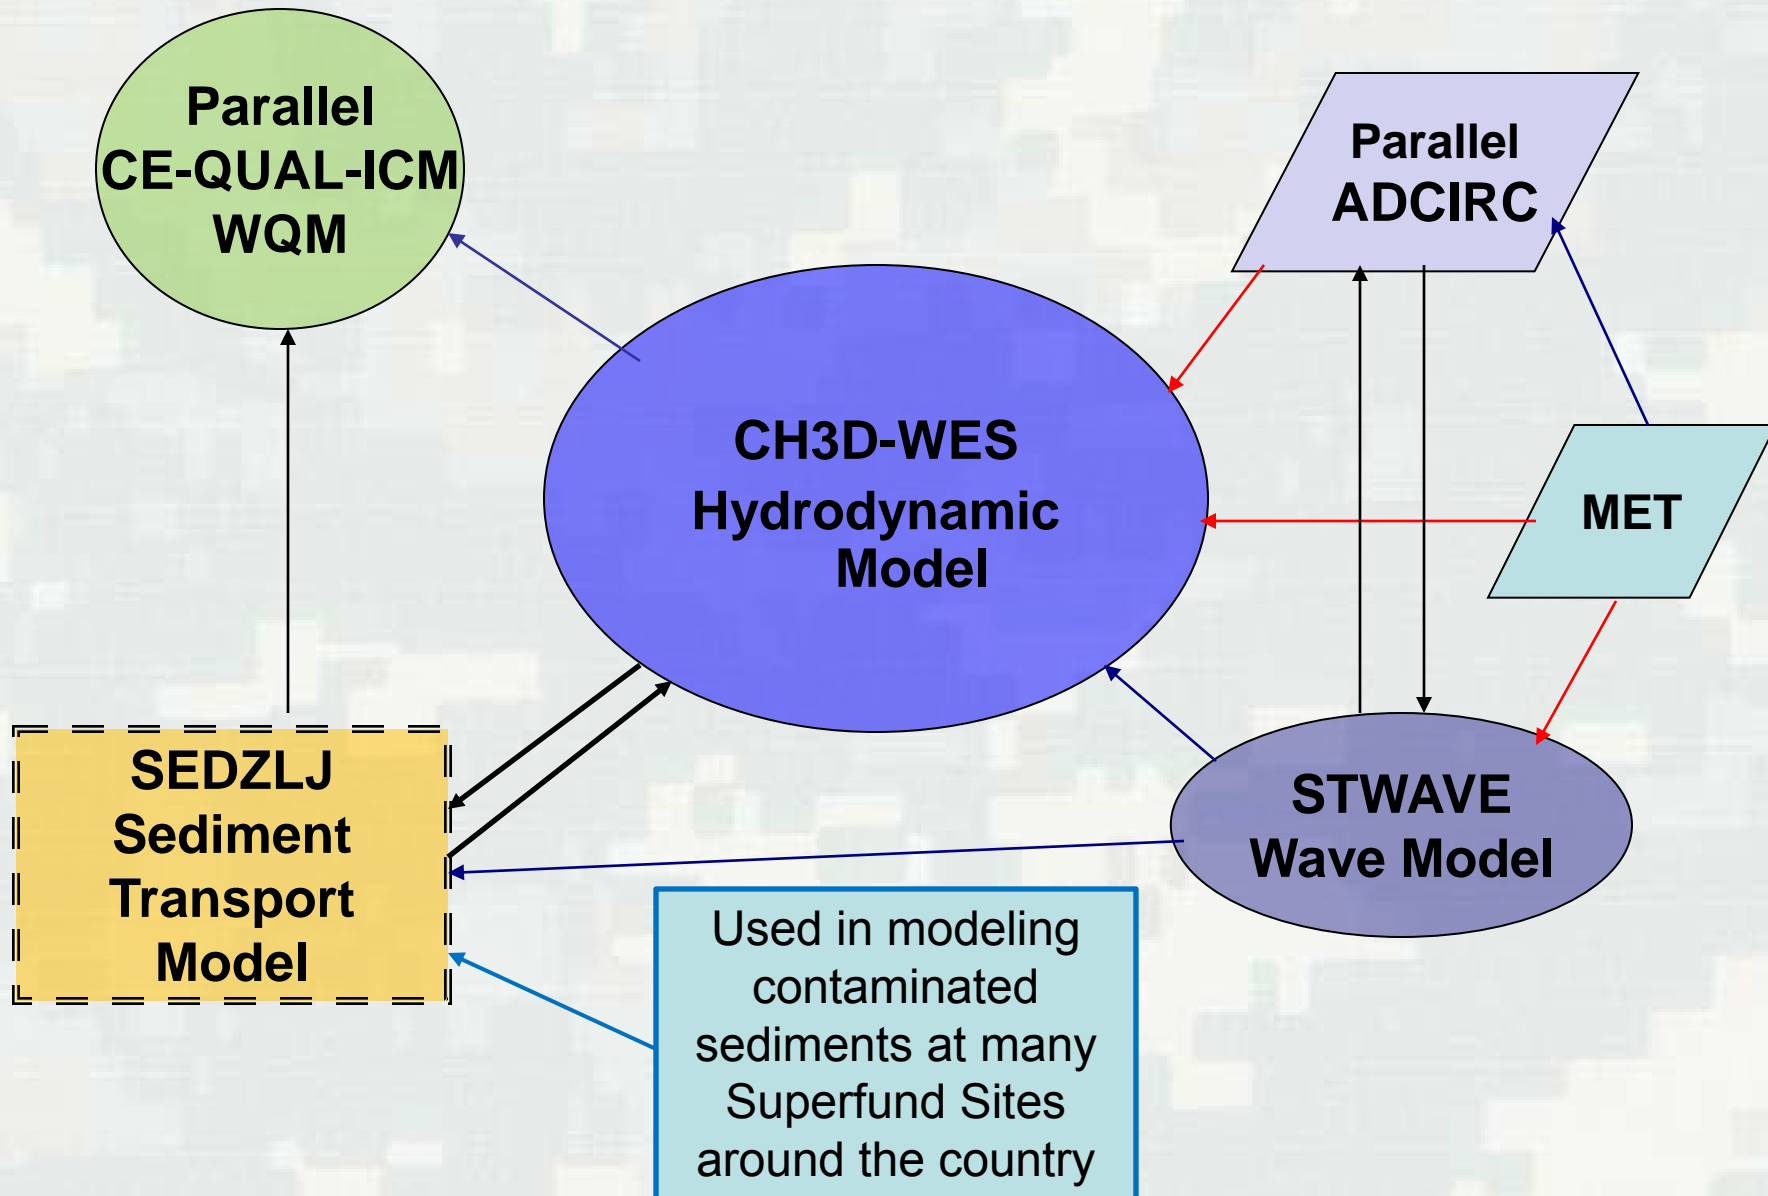 Parallel
CE-QUAL-ICM
WQM
Parallel
ADCIRC
CH3D-WES
Hydrodynamic
Model
MET
SEDZLJ
Sediment
Transport
Model
STWAVE
Wave Model
Used in modeling
contaminated
sediments at many
Superfund Sites
around the country